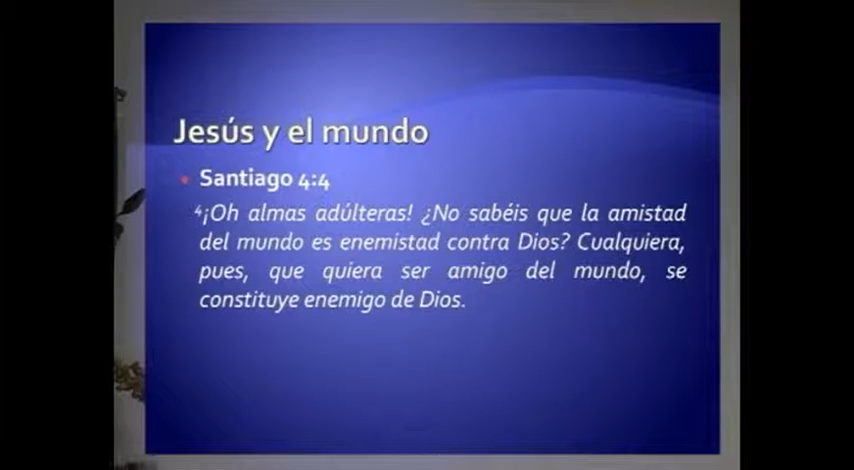 Jesús y el mundo
• Santiago 4:4
⁴¡Oh almas adúlteras! ¿No sabéis que la amistad
del mundo es enemistad contra Dios? Cualquiera,
pues, que quiera ser amigo del mundo, se
constituye enemigo de Dios.